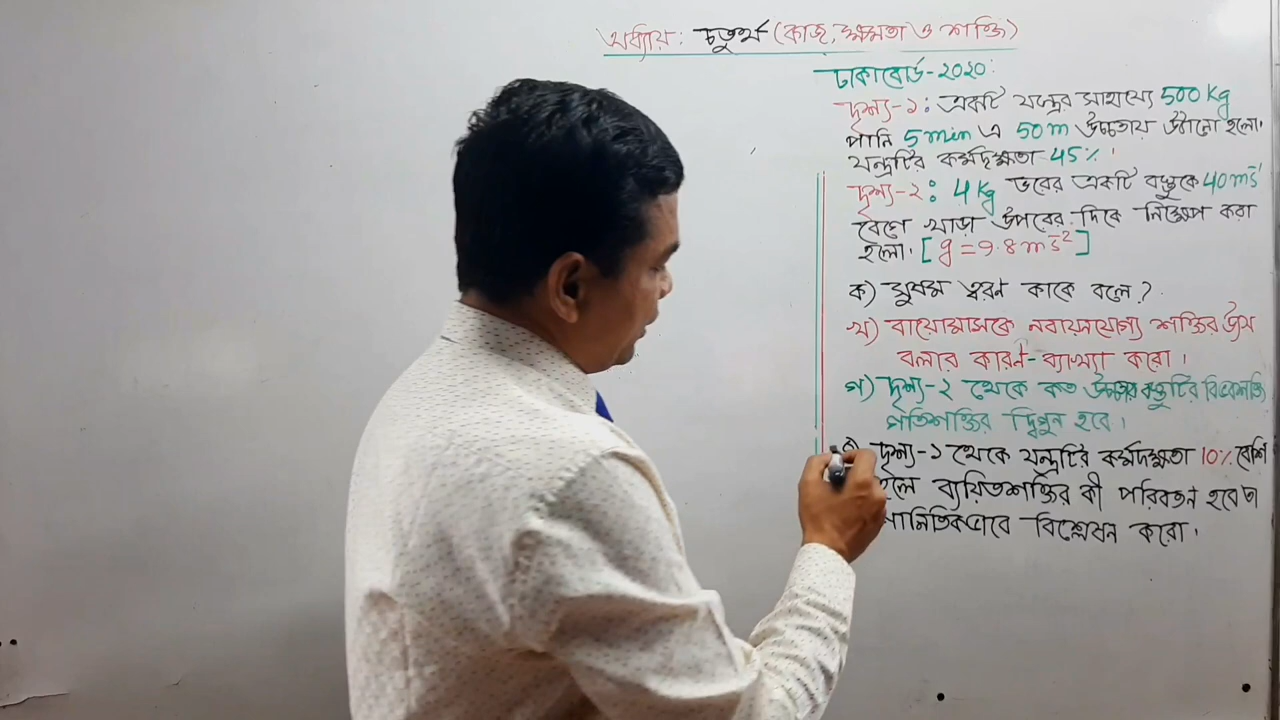 অধ্যায়: চতুর্থ (কাজ, ক্ষমতা ও শক্তি)
ঢাকাবোর্ড-২০২০:
দৃশ্য-১: একটি যন্ত্রের সাহায্যে 500 kg
পানি 5 min এ 50 m উচ্চতায় উঠানো হলো।
যন্ত্রটির কর্মদক্ষতা 45%।
দৃশ্য-২: 4 kg ভরের একটি বস্তুকে 40 ms⁻¹
বেগে খাড়া উপরের দিকে নিক্ষেপ করা
হলো। [g = 9.8 ms⁻²]
ক) সুষম ত্বরণ কাকে বলে?
খ) বায়োমাসকে নবায়নযোগ্য শক্তির উৎস
বলার কারণ-ব্যাখ্যা করো।
গ) দৃশ্য-২ থেকে কত উচ্চতায় বস্তুটির বিভবশক্তি
গতিশক্তির দ্বিগুন হবে।
দৃশ্য-১ থেকে যন্ত্রটির কর্মদক্ষতা 10% বেশি
হলে ব্যয়িতশক্তির কী পরিবর্তন হবে তা
গানিতিকভাবে বিশ্লেষন করো।